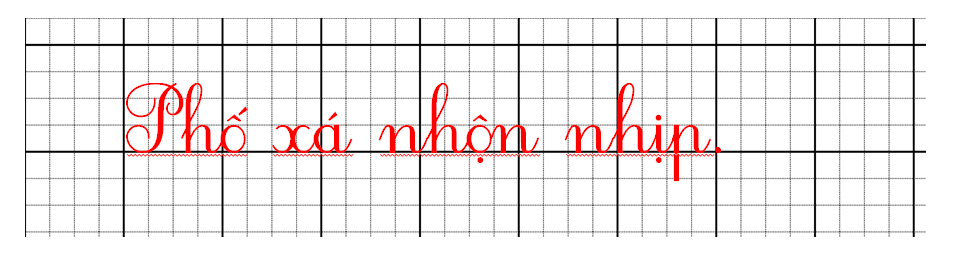 Phố xá nhộn nhịp.